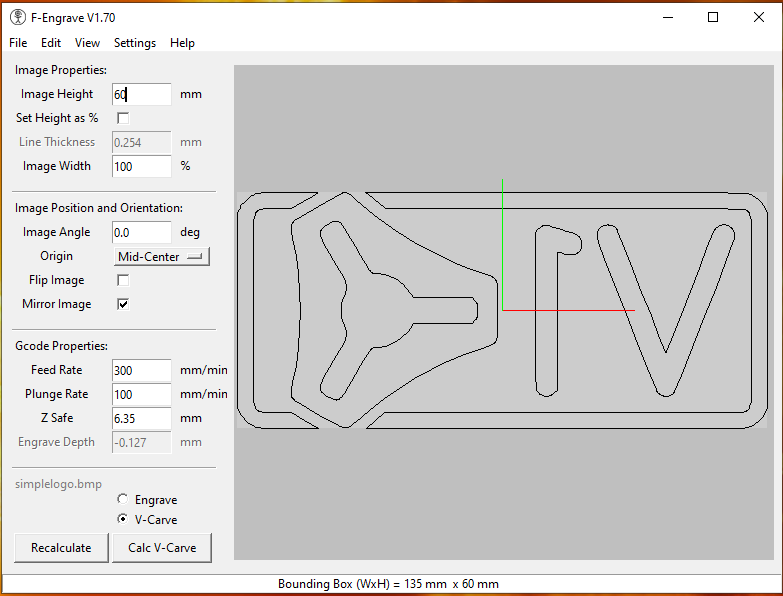 F-Engrave V1.70
File Edit View Settings Help
Image Properties:
Image Height 60 mm
Set Height as %
Line Thickness 0.254 mm
Image Width 100 %
Image Position and Orientation:
Image Angle 0.0 deg
Origin Mid-Center
Flip Image
Mirror Image
Gcode Properties:
Feed Rate 300 mm/min
Plunge Rate 100 mm/min
Z Safe 6.35 mm
Engrave Depth -0.127 mm
simplelogo.bmp
Engrave
V-Carve
Recalculate Calc V-Carve
Bounding Box (WxH) = 135 mm x 60 mm